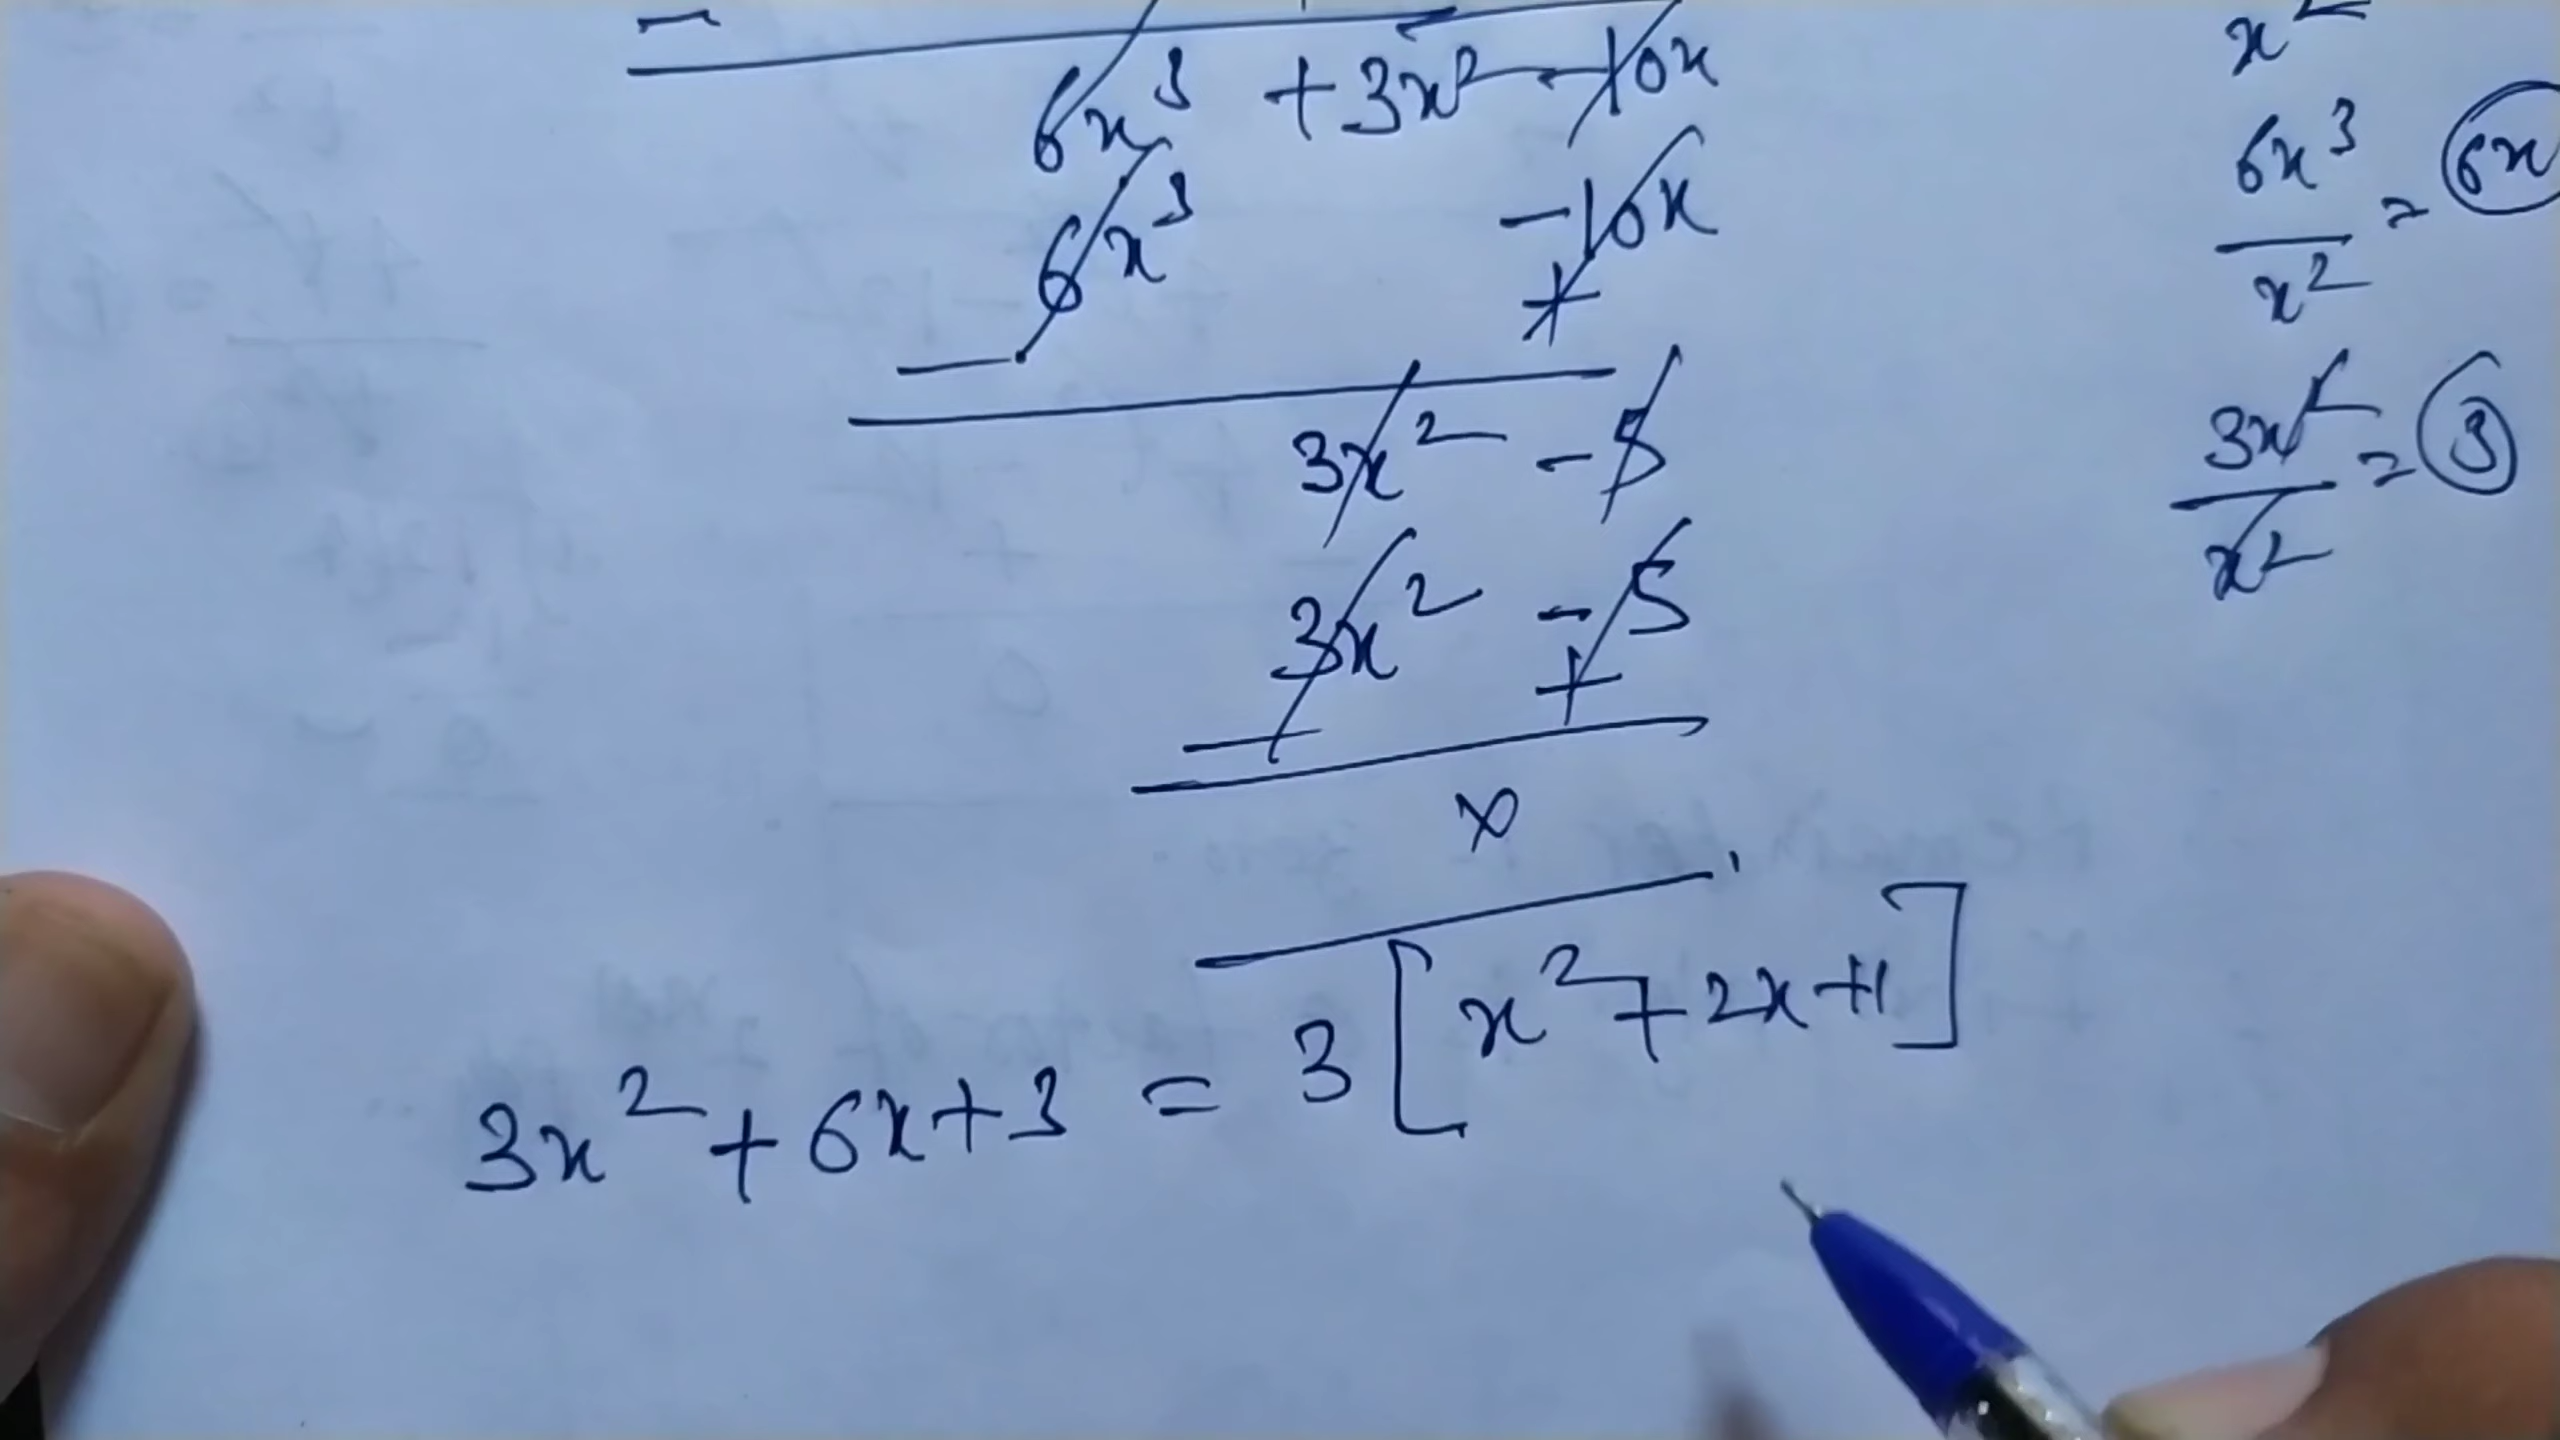 6x³ + 3x² - 10x
6x³ - 10x
- +
3x² - 5
3x² - 5
- +
x
3x² + 6x + 3 = 3[x² + 2x + 1]
x²
6x³/x² = 6x
3x²/x² = 3